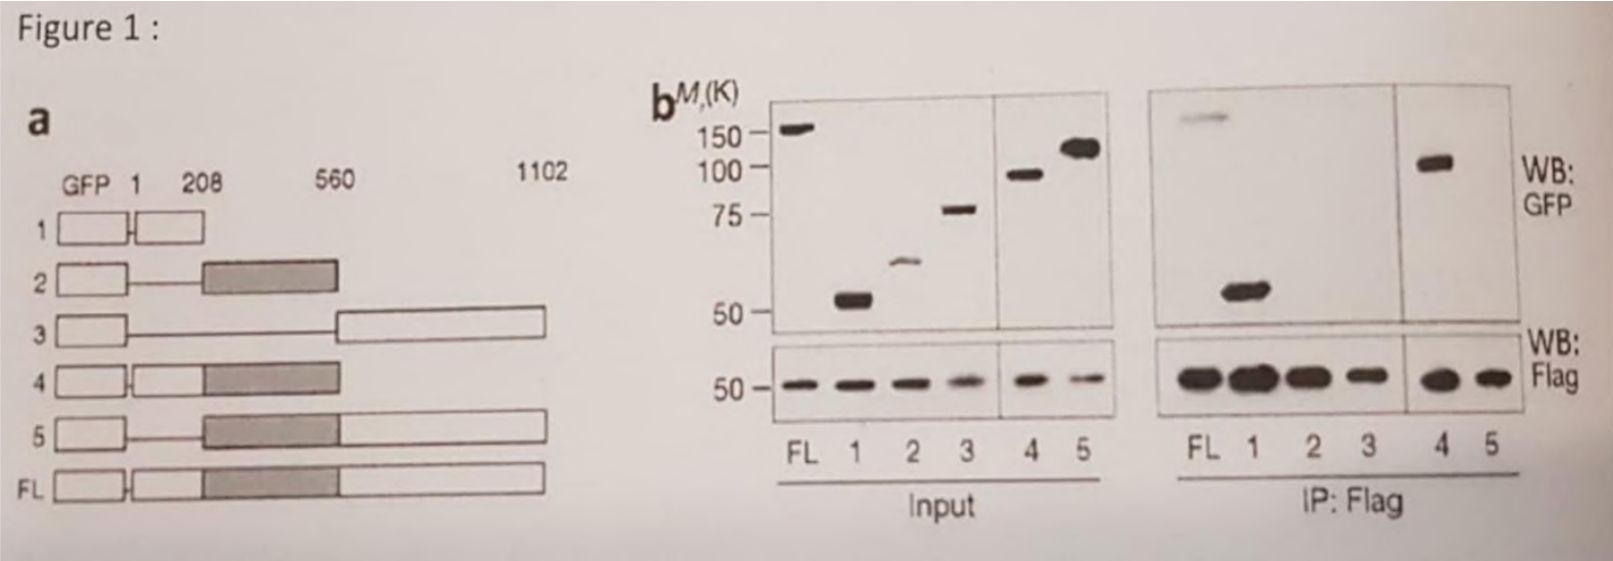 Figure 1 :
a
GFP 1 208 560 1102
1
2
3
4
5
FL
b
Mr(K)
150
100
75
50
50
WB:
GFP
WB:
Flag
FL 1 2 3 4 5
Input
FL 1 2 3 4 5
IP: Flag